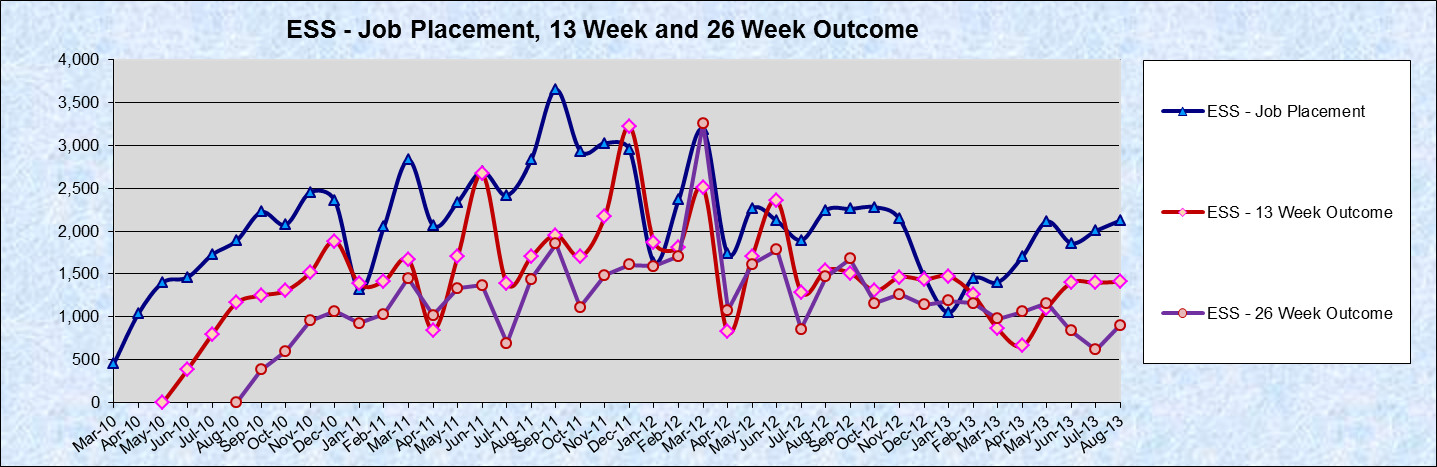 ESS - Job Placement, 13 Week and 26 Week Outcome
4,000
3,500
3,000
2,500
2,000
1,500
1,000
500
0
Mar-10
Apr-10
May-10
Jun-10
Jul-10
Aug-10
Sep-10
Oct-10
Nov-10
Dec-10
Jan-11
Feb-11
Mar-11
Apr-11
May-11
Jun-11
Jul-11
Aug-11
Sep-11
Oct-11
Nov-11
Dec-11
Jan-12
Feb-12
Mar-12
Apr-12
May-12
Jun-12
Jul-12
Aug-12
Sep-12
Oct-12
Nov-12
Dec-12
Jan-13
Feb-13
Mar-13
Apr-13
May-13
Jun-13
Jul-13
Aug-13
ESS - Job Placement
ESS - 13 Week Outcome
ESS - 26 Week Outcome